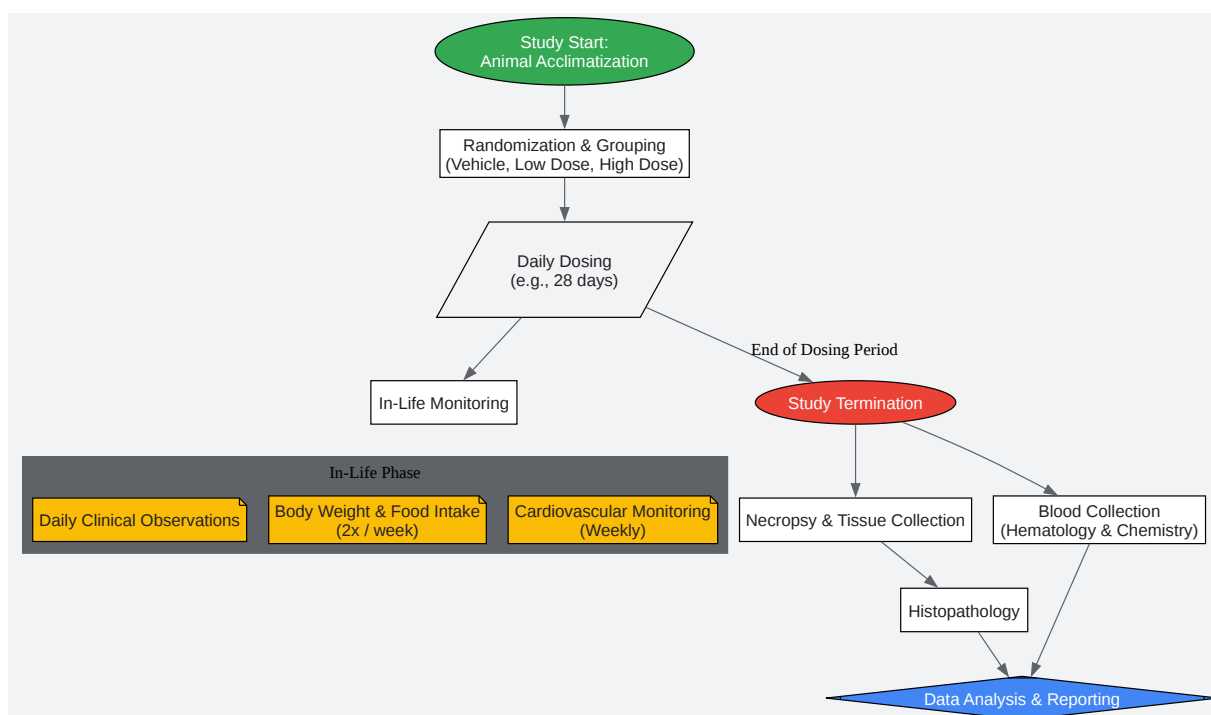 Study Start:
Animal Acclimatization
Randomization & Grouping
(Vehicle, Low Dose, High Dose)
Daily Dosing
(e.g., 28 days)
End of Dosing Period
In-Life Monitoring
Study Termination
In-Life Phase
Daily Clinical Observations
Body Weight & Food Intake
(2x / week)
Cardiovascular Monitoring
(Weekly)
Necropsy & Tissue Collection
Blood Collection
(Hematology & Chemistry)
Histopathology
Data Analysis & Reporting